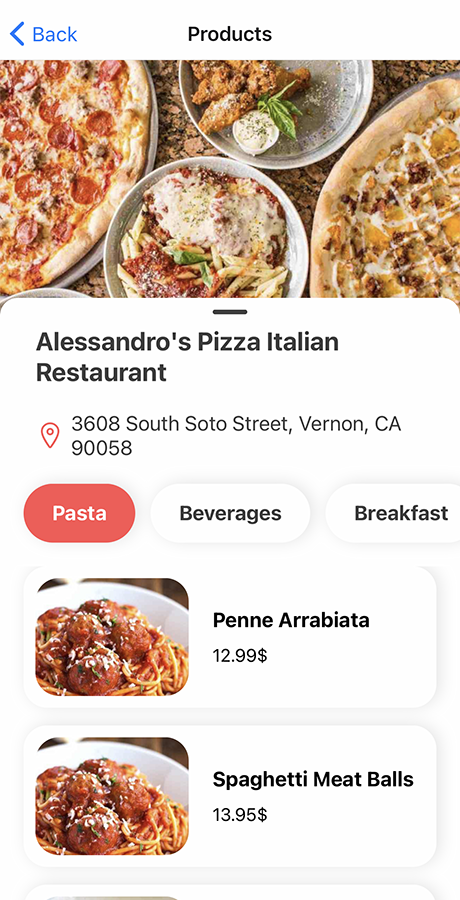 Back
Products
Alessandro's Pizza Italian
Restaurant
3608 South Soto Street, Vernon, CA
90058
Pasta
Beverages
Breakfast
Penne Arrabiata
12.99$
Spaghetti Meat Balls
13.95$